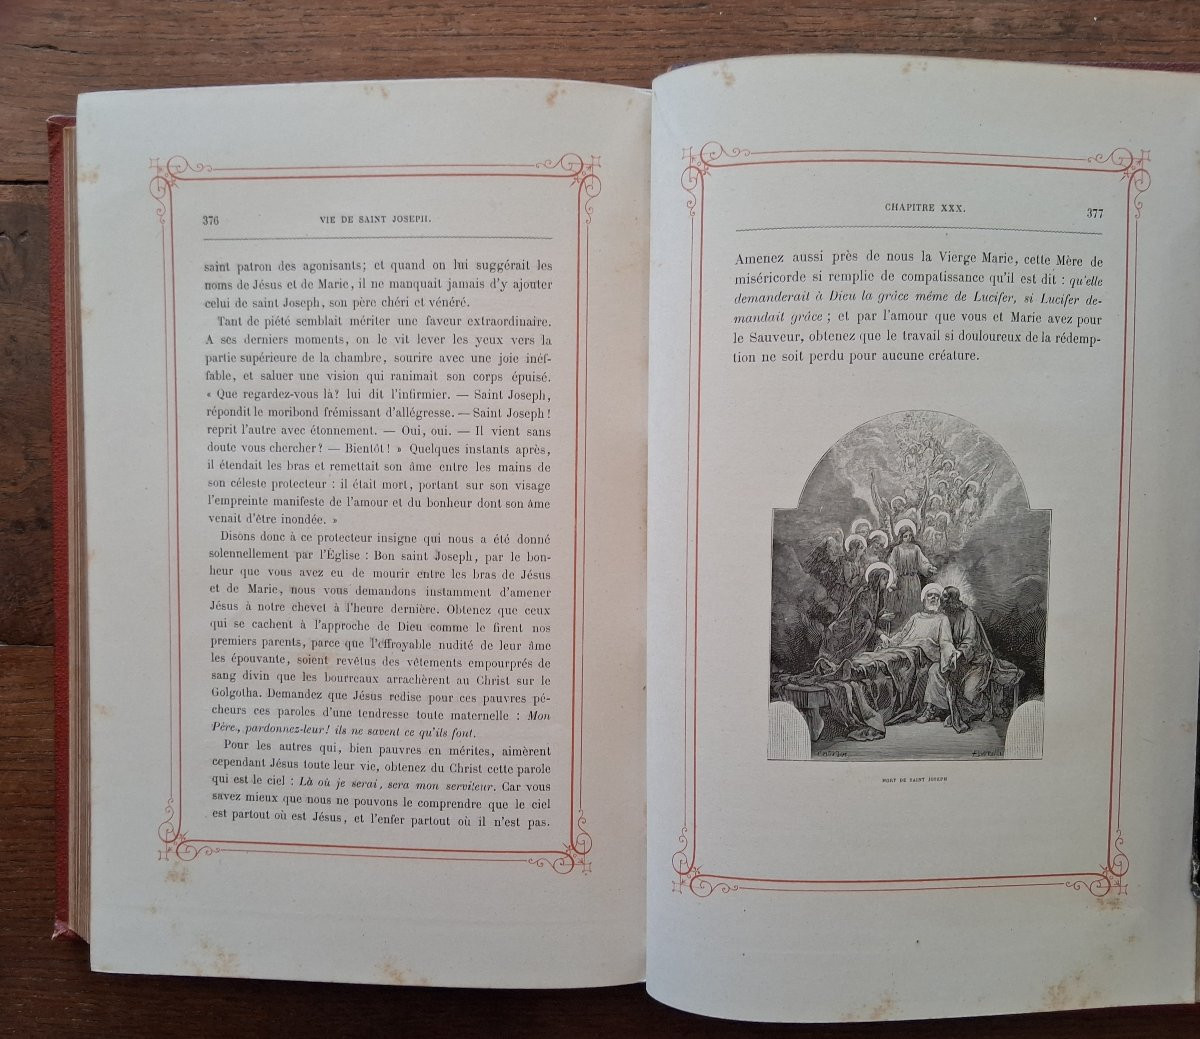 376
VIE DE SAINT JOSEPH.
saint patron des agonisants; et quand on lui suggérait les
noms de Jésus et de Marie, il ne manquait jamais d'y ajouter
celui de saint Joseph, son père chéri et vénéré.
Tant de piété semblait mériter une faveur extraordinaire.
A ses derniers moments, on le vit lever les yeux vers la
partie supérieure de la chambre, sourire avec une joie inéf-
fable, et saluer une vision qui ranimait son corps épuisé.
« Que regardez-vous là? lui dit l'infirmier. — Saint Joseph,
répondit le moribond frémissant d'allégresse. — Saint Joseph!
reprit l'autre avec étonnement. — Oui, oui. — Il vient sans
doute vous chercher? — Bientôt! » Quelques instants après,
il étendait les bras et remettait son âme entre les mains de
son céleste protecteur : il était mort, portant sur son visage
l'empreinte manifeste de l'amour et du bonheur dont son âme
venait d'être inondée. »
Disons donc à ce protecteur insigne qui nous a été donné
solennellement par l'Église : Bon saint Joseph, par le bon-
heur que vous avez eu de mourir entre les bras de Jésus
et de Marie, nous vous demandons instamment d'amener
Jésus à notre chevet à l'heure dernière. Obtenez que ceux
qui se cachent à l'approche de Dieu comme le firent nos
premiers parents, parce que l'effroyable nudité de leur âme
les épouvante, soient revêtus des vêtements empourprés de
sang divin que les bourreaux arrachèrent au Christ sur le
Golgotha. Demandez que Jésus redise pour ces pauvres pé-
cheurs ces paroles d'une tendresse toute maternelle : Mon
Père, pardonnez-leur! ils ne savent ce qu'ils font.
Pour les autres qui, bien pauvres en mérites, aimèrent
cependant Jésus toute leur vie, obtenez du Christ cette parole
qui est le ciel : Là où je serai, sera mon serviteur. Car vous
savez mieux que nous ne pouvons le comprendre que le ciel
est partout où est Jésus, et l'enfer partout où il n'est pas.
CHAPITRE XXX.
377
Amenez aussi près de nous la Vierge Marie, cette Mère de
miséricorde si remplie de compatissance qu'il est dit : qu'elle
demanderait à Dieu la grâce même de Lucifer, si Lucifer de-
mandait grâce; et par l'amour que vous et Marie avez pour
le Sauveur, obtenez que le travail si douloureux de la rédemp-
tion ne soit perdu pour aucune créature.
MORT DE SAINT JOSEPH